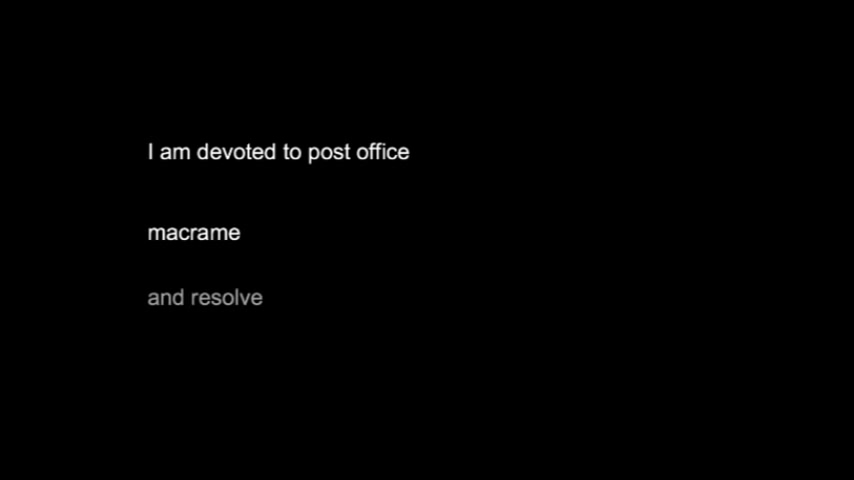 I am devoted to post office
macrame
and resolve